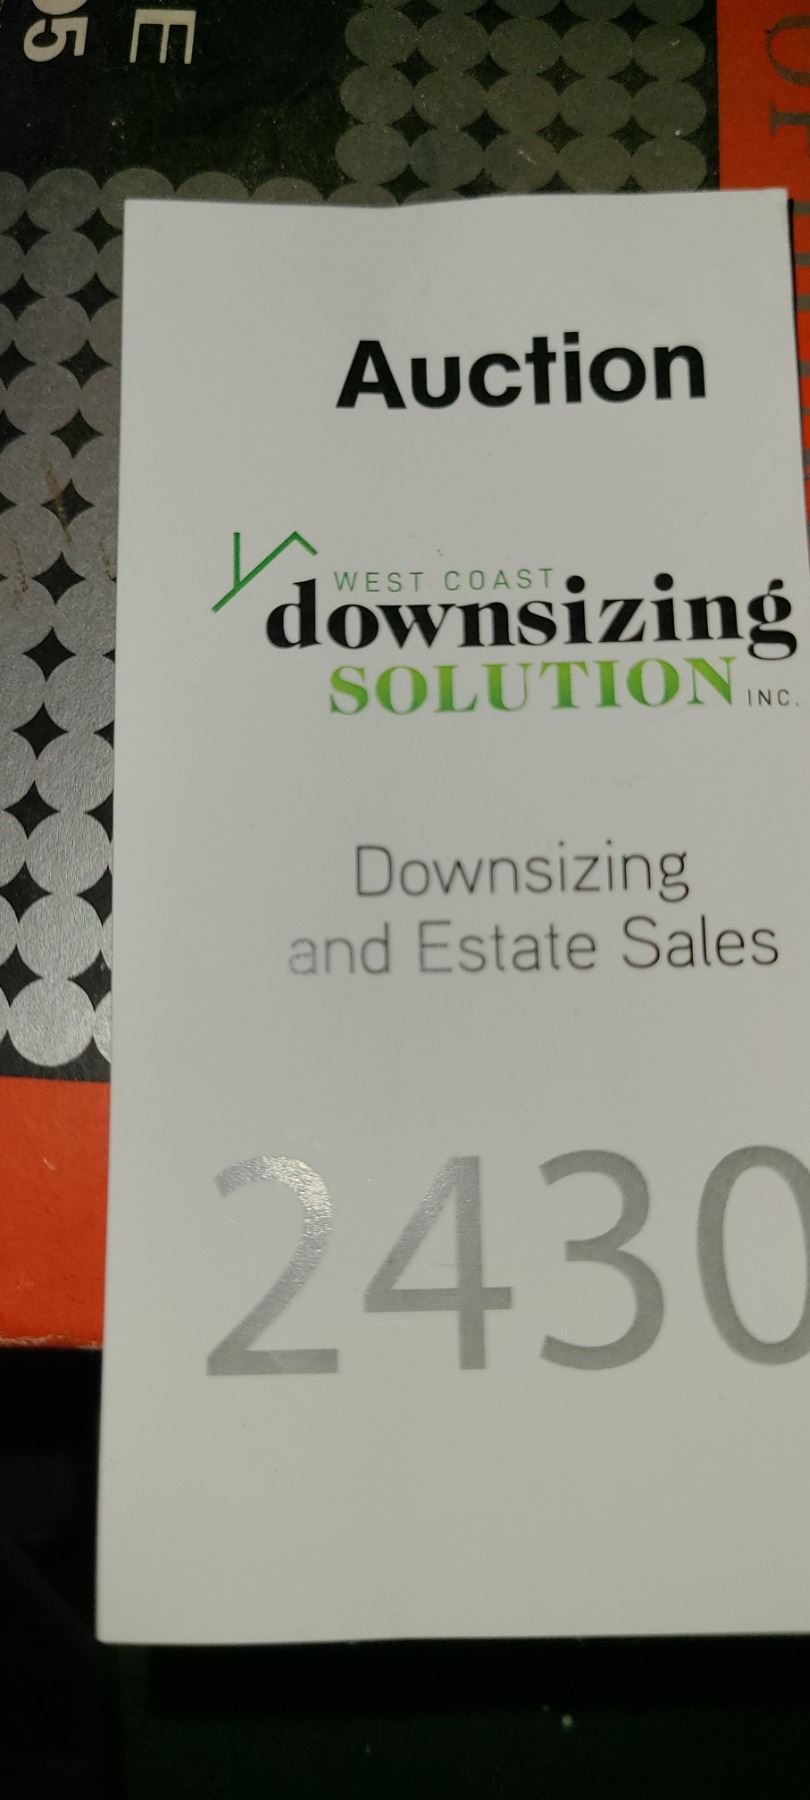 Auction
WEST COAST
downsizing
SOLUTION INC.
Downsizing
and Estate Sales
2430